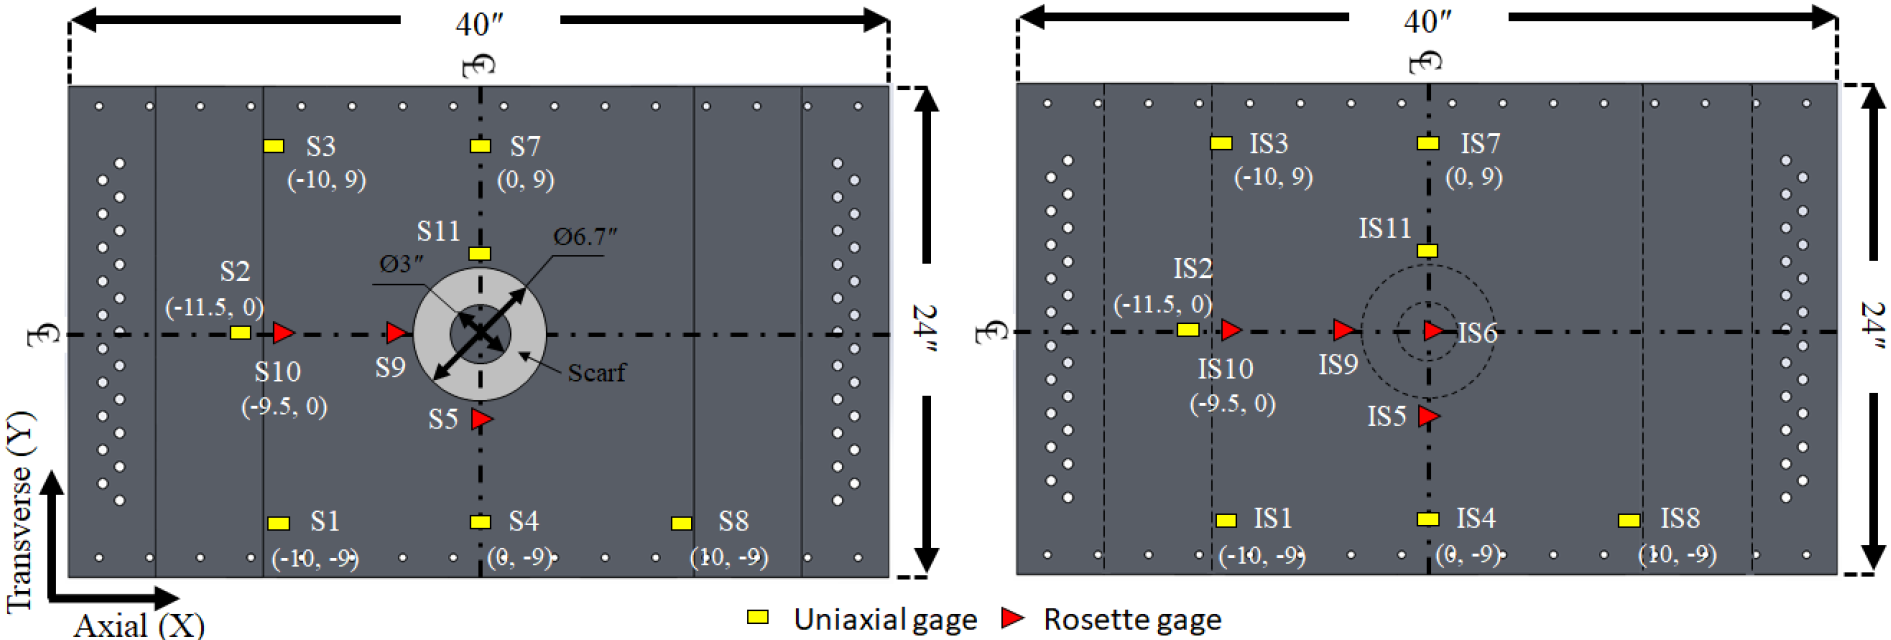 40″
℄
S3
(-10, 9)
S7
(0, 9)
S11
Ø6.7″
Ø3″
S2
(-11.5, 0)
℄
24″
S10
(-9.5, 0)
S9
Scarf
S5
S1
(-10, -9)
S4
(0, -9)
S8
(10, -9)
Transverse (Y)
Axial (X)
40″
℄
IS3
(-10, 9)
IS7
(0, 9)
IS11
IS2
(-11.5, 0)
℄
IS6
24″
IS10
(-9.5, 0)
IS9
IS5
IS1
(-10, -9)
IS4
(0, -9)
IS8
(10, -9)
Uniaxial gage
Rosette gage